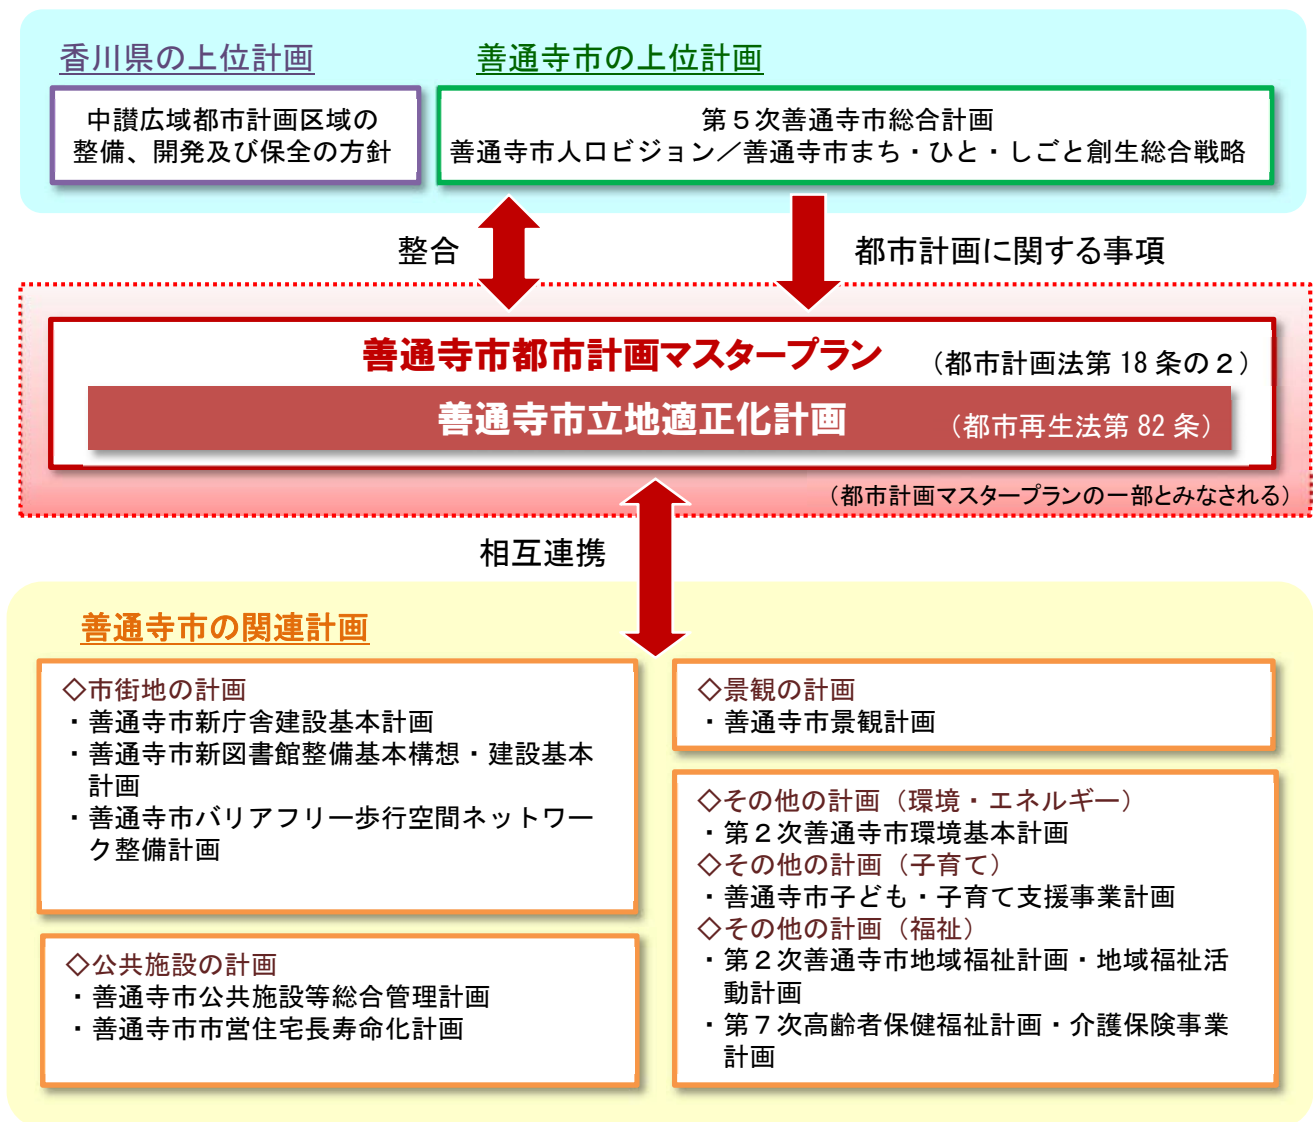 香川県の上位計画
善通寺市の上位計画
中讃広域都市計画区域の
整備、開発及び保全の方針
第５次善通寺市総合計画
善通寺市人口ビジョン／善通寺市まち・ひと・しごと創生総合戦略
整合
都市計画に関する事項
善通寺市都市計画マスタープラン
（都市計画法第 18 条の２）
善通寺市立地適正化計画
（都市再生法第 82 条）
（都市計画マスタープランの一部とみなされる）
相互連携
善通寺市の関連計画
◇市街地の計画
・善通寺市新庁舎建設基本計画
・善通寺市新図書館整備基本構想・建設基本
計画
・善通寺市バリアフリー歩行空間ネットワー
ク整備計画
◇公共施設の計画
・善通寺市公共施設等総合管理計画
・善通寺市市営住宅長寿命化計画
◇景観の計画
・善通寺市景観計画
◇その他の計画（環境・エネルギー）
・第２次善通寺市環境基本計画
◇その他の計画（子育て）
・善通寺市子ども・子育て支援事業計画
◇その他の計画（福祉）
・第２次善通寺市地域福祉計画・地域福祉活
動計画
・第７次高齢者保健福祉計画・介護保険事業
計画